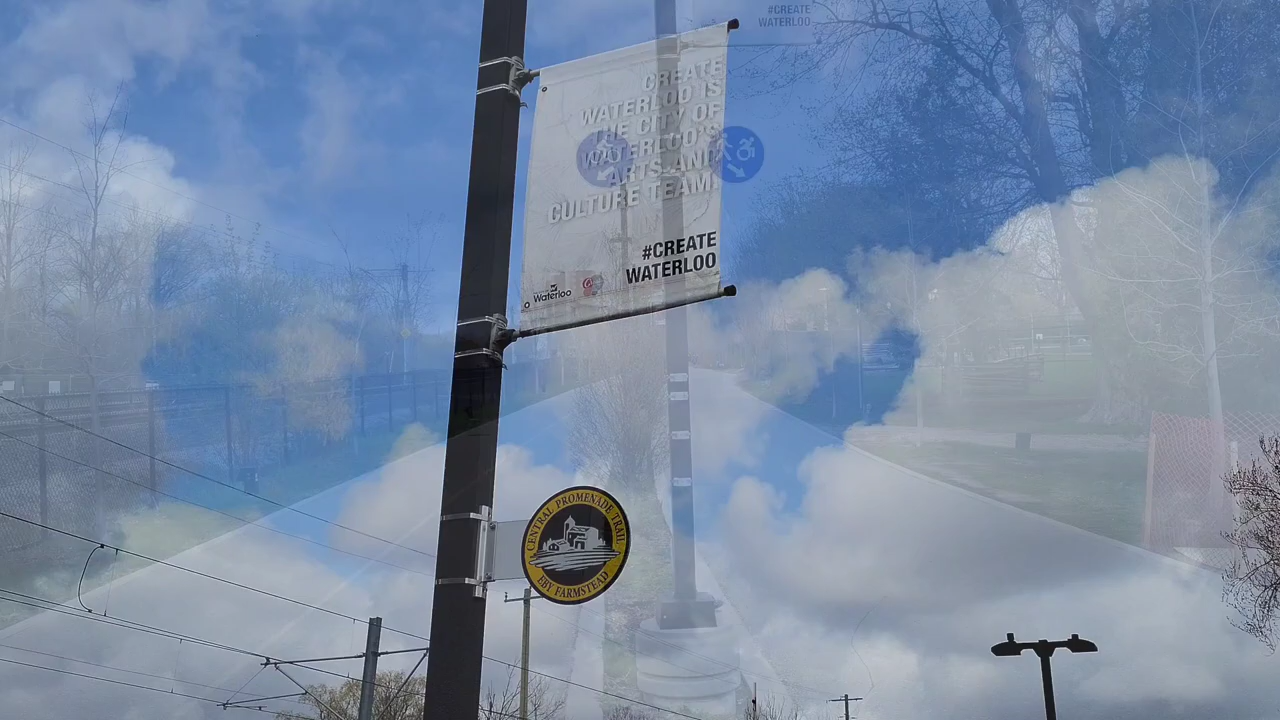 #CREATE
WATERLOO
CREATE
WATERLOO IS
THE CITY OF
WATERLOO'S
ARTS AND
CULTURE TEAM!
#CREATE
WATERLOO
Waterloo
CENTRAL PROMENADE TRAIL
EBY FARMSTEAD